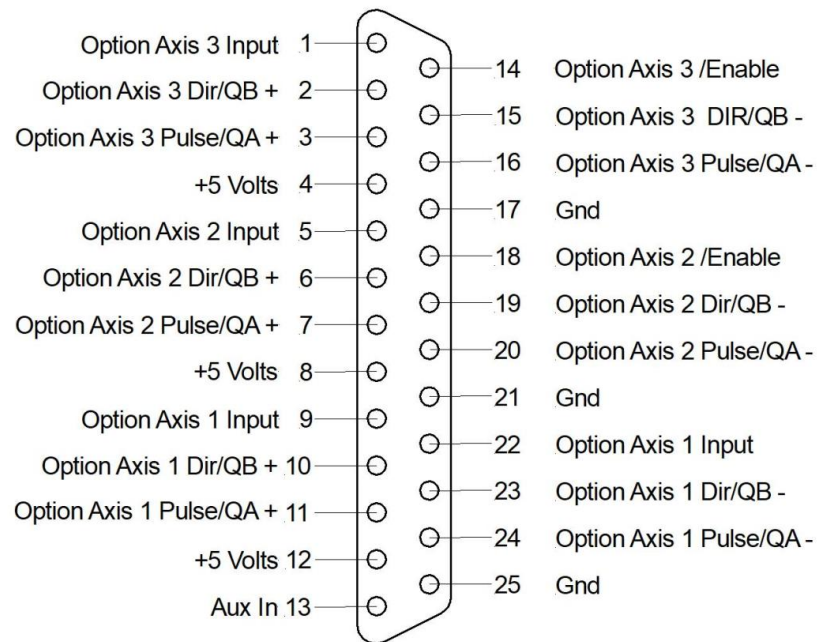 Option Axis 3 Input 1
Option Axis 3 Dir/QB + 2
Option Axis 3 Pulse/QA + 3
+5 Volts 4
Option Axis 2 Input 5
Option Axis 2 Dir/QB + 6
Option Axis 2 Pulse/QA + 7
+5 Volts 8
Option Axis 1 Input 9
Option Axis 1 Dir/QB + 10
Option Axis 1 Pulse/QA + 11
+5 Volts 12
Aux In 13
14 Option Axis 3 /Enable
15 Option Axis 3 DIR/QB -
16 Option Axis 3 Pulse/QA -
17 Gnd
18 Option Axis 2 /Enable
19 Option Axis 2 Dir/QB -
20 Option Axis 2 Pulse/QA -
21 Gnd
22 Option Axis 1 Input
23 Option Axis 1 Dir/QB -
24 Option Axis 1 Pulse/QA -
25 Gnd